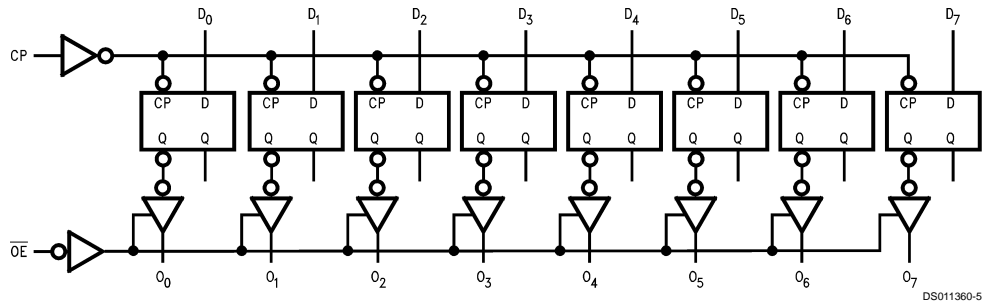 D0 D1 D2 D3 D4 D5 D6 D7
CP
CP D CP D CP D CP D CP D CP D CP D CP D
Q Q Q Q Q Q Q Q Q Q Q Q Q Q Q Q
O̅E̅
O0 O1 O2 O3 O4 O5 O6 O7
DS011360-5